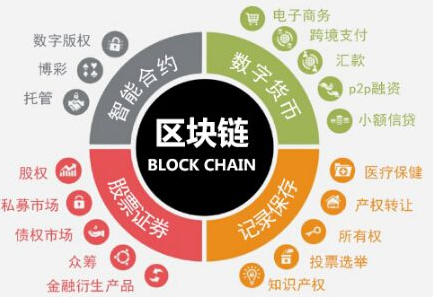 区块链
BLOCK CHAIN
智能合约
数字版权
博彩
托管
数字货币
电子商务
跨境支付
汇款
p2p融资
小额信贷
股票证券
股权
私募市场
债权市场
众筹
金融衍生产品
记录保存
医疗保健
产权转让
所有权
投票选举
知识产权